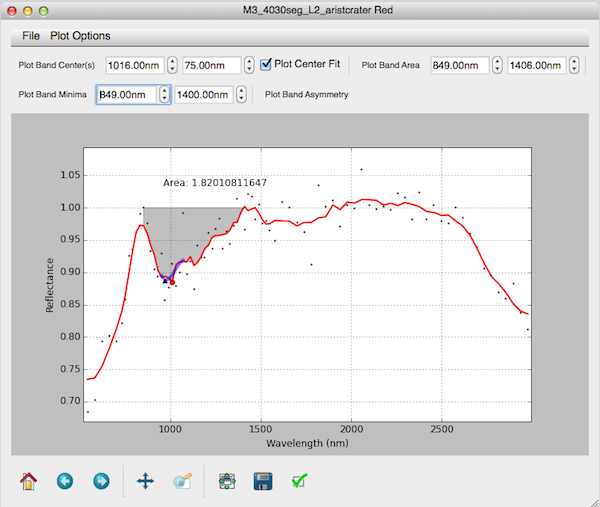 M3_4030seg_L2_aristcrater Red
File Plot Options
Plot Band Center(s) 1016.00nm 75.00nm Plot Center Fit Plot Band Area 849.00nm 1406.00nm
Plot Band Minima 849.00nm 1400.00nm Plot Band Asymmetry
Area: 1.82010811647
1.05
1.00
0.95
0.90
0.85
0.80
0.75
0.70
Reflectance
1000 1500 2000 2500
Wavelength (nm)